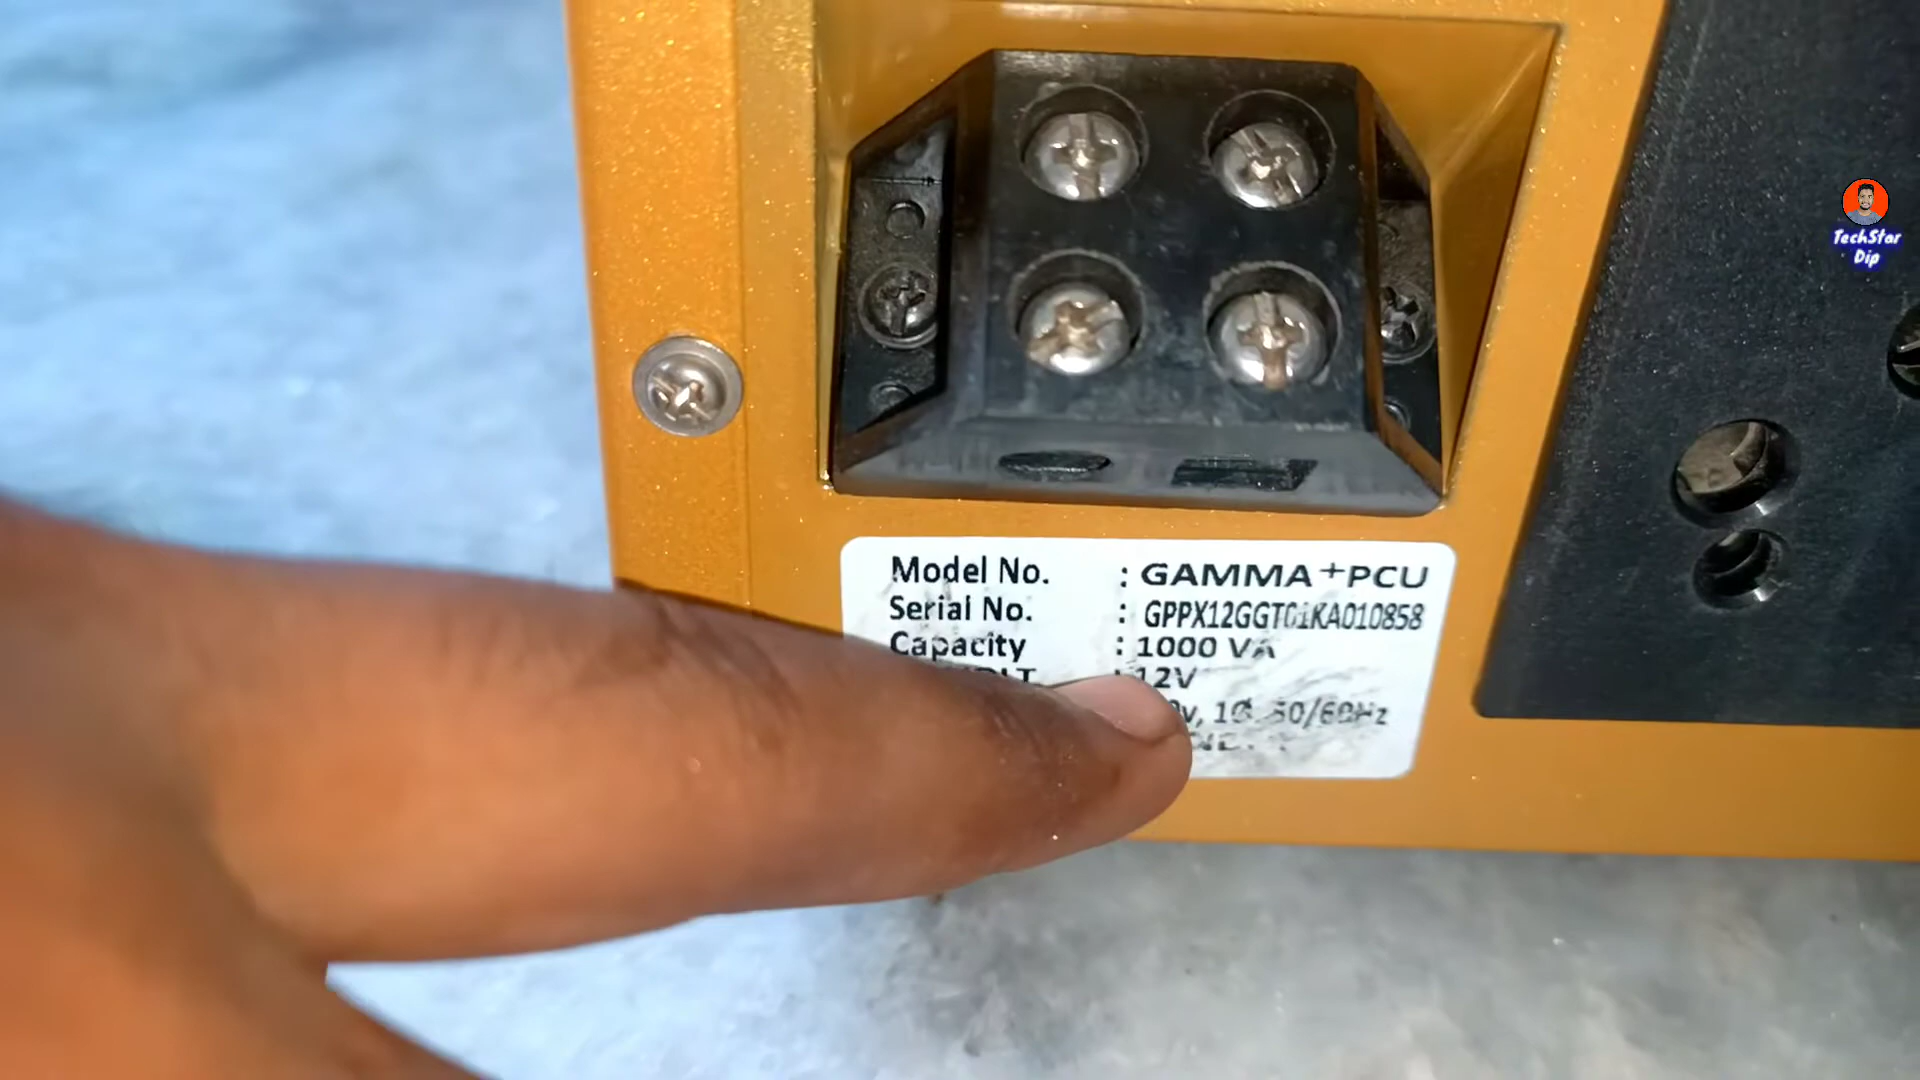 TechStar
Dip
Model No. : GAMMA+PCU
Serial No. : GPPX12GGT01KA010858
Capacity : 1000 VA
: 12V
50/60Hz